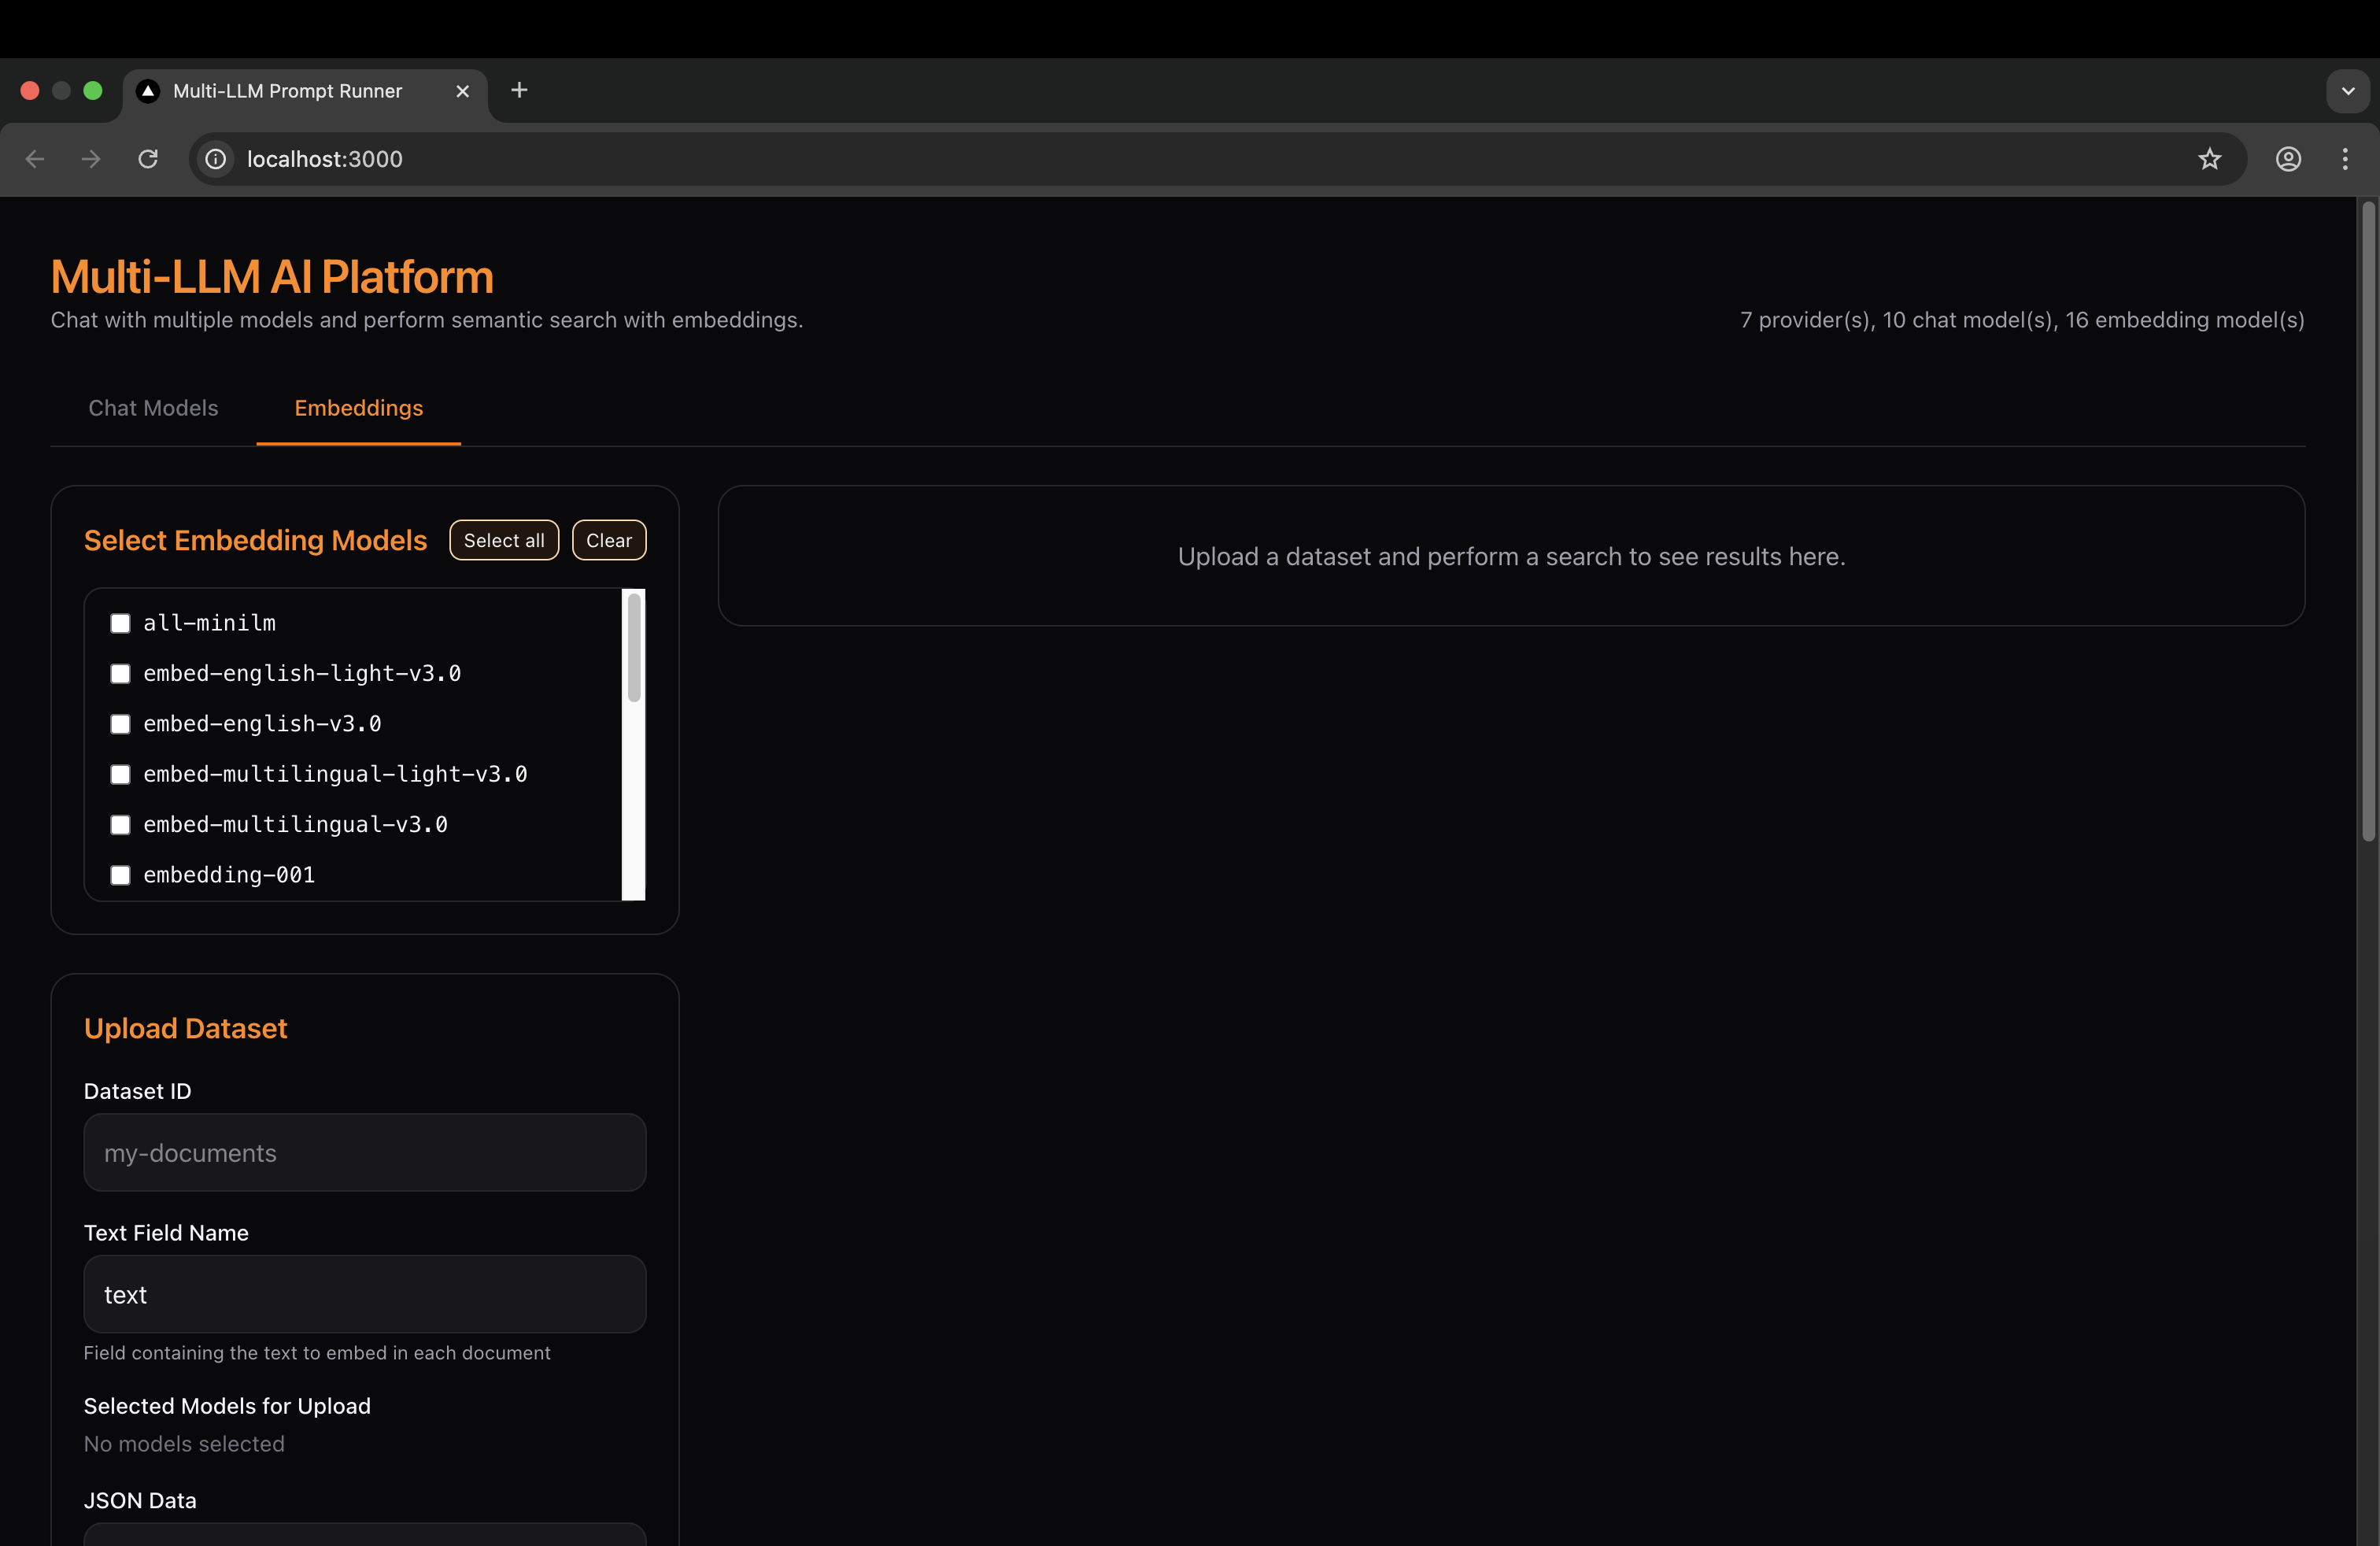 Multi-LLM Prompt Runner
localhost:3000
Multi-LLM AI Platform
Chat with multiple models and perform semantic search with embeddings.
7 provider(s), 10 chat model(s), 16 embedding model(s)
Chat Models
Embeddings
Select Embedding Models
Select all
Clear
all-minilm
embed-english-light-v3.0
embed-english-v3.0
embed-multilingual-light-v3.0
embed-multilingual-v3.0
embedding-001
Upload a dataset and perform a search to see results here.
Upload Dataset
Dataset ID
my-documents
Text Field Name
text
Field containing the text to embed in each document
Selected Models for Upload
No models selected
JSON Data